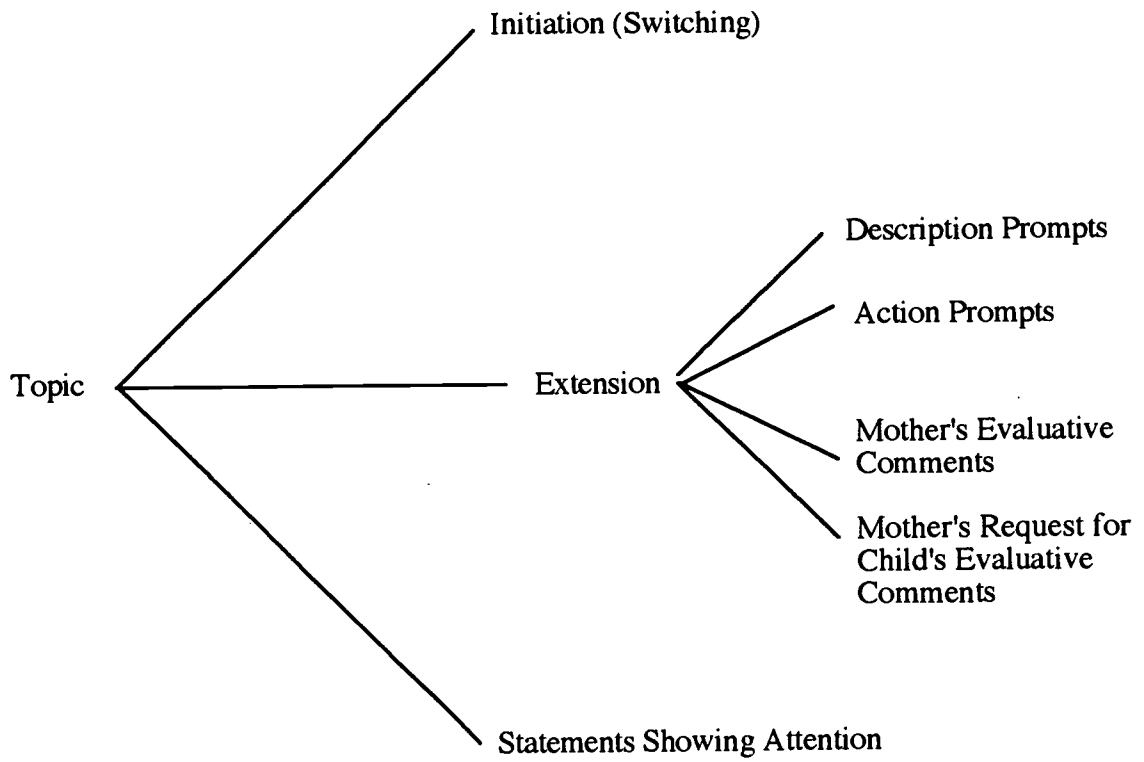 Initiation (Switching)
Description Prompts
Action Prompts
Topic
Extension
Mother's Evaluative
Comments
Mother's Request for
Child's Evaluative
Comments
Statements Showing Attention